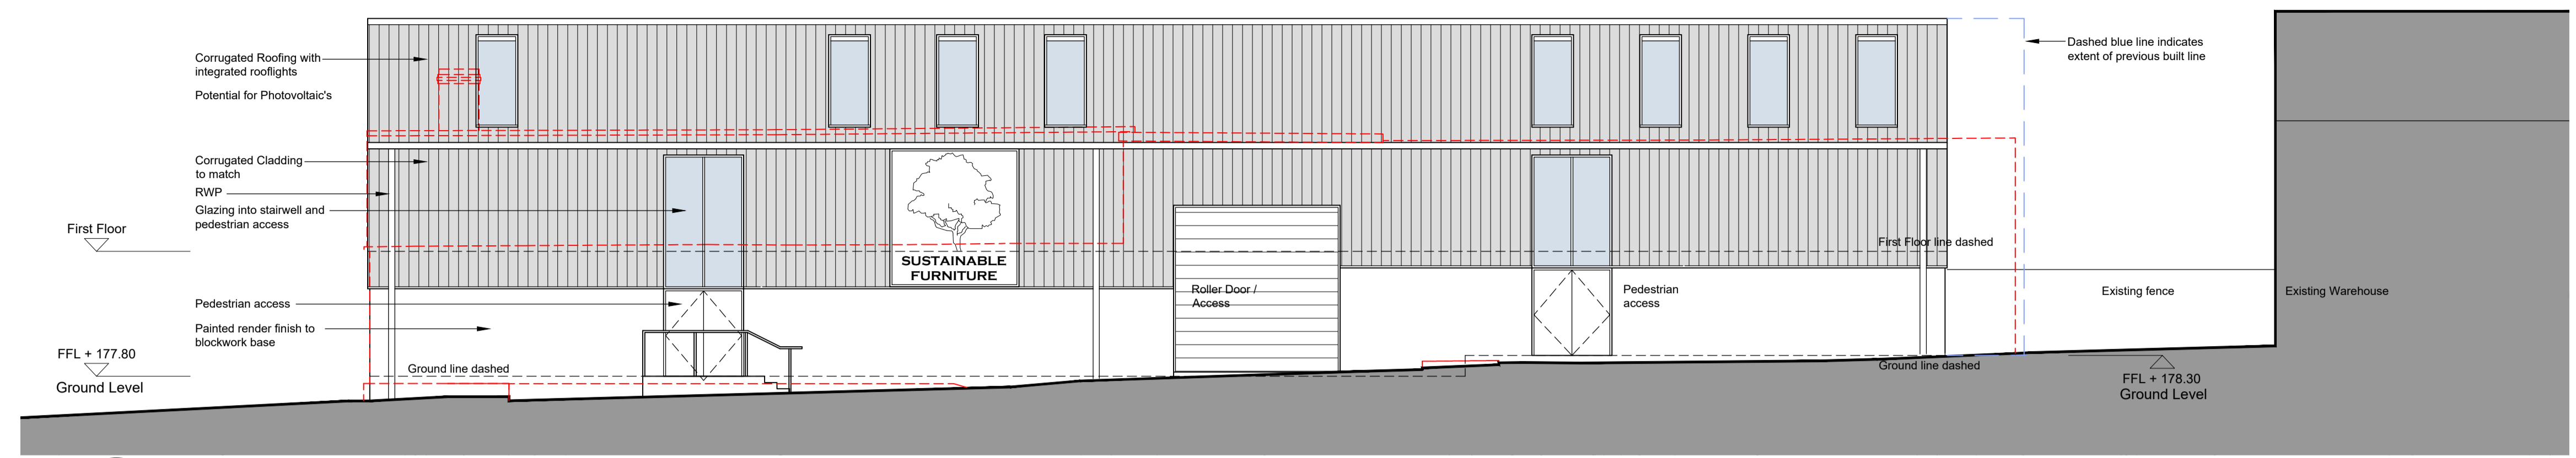 Corrugated Roofing with
integrated rooflights
Potential for Photovoltaic's
Corrugated Cladding
to match
RWP
Glazing into stairwell and
pedestrian access
First Floor
Pedestrian access
Painted render finish to
blockwork base
FFL + 177.80
Ground Level
Ground line dashed
SUSTAINABLE
FURNITURE
Roller Door /
Access
Pedestrian
access
First Floor line dashed
Ground line dashed
Dashed blue line indicates
extent of previous built line
Existing fence
Existing Warehouse
FFL + 178.30
Ground Level